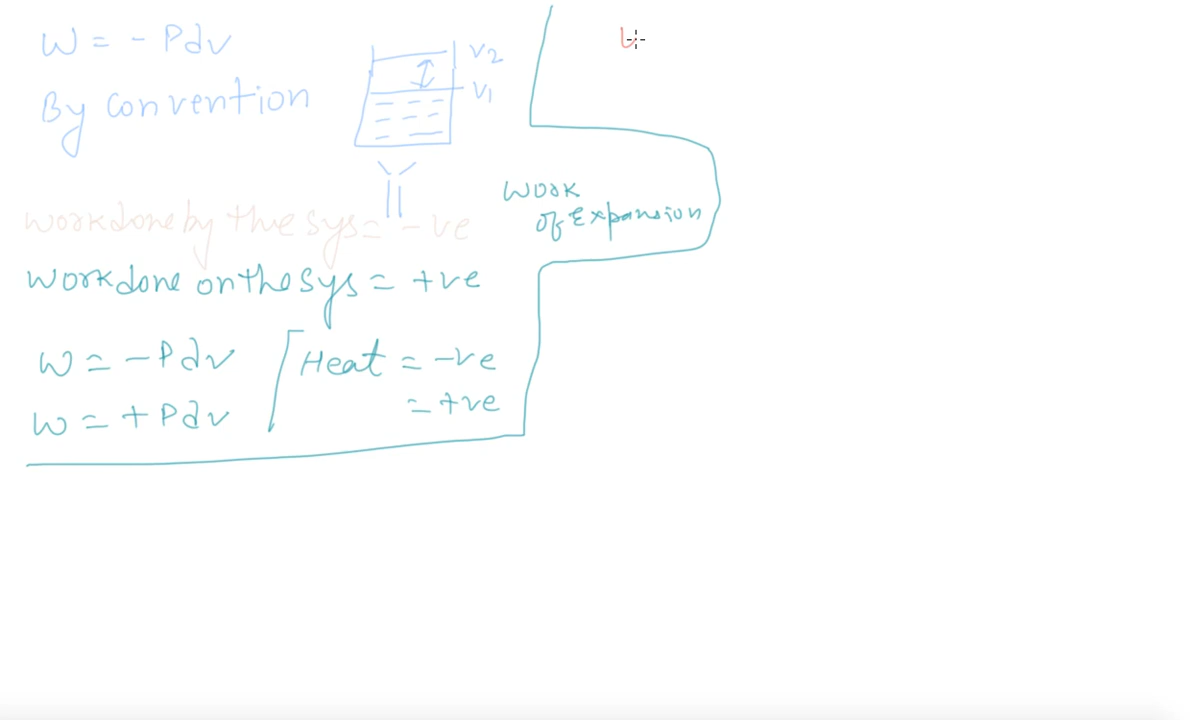 W = - Pdv
By Convention
V2
V1
Workdone by the sys = - ve
Work
of Expansion
Workdone on the sys = +ve
W = -Pdv
Heat = -ve
W = + Pdv
= +ve